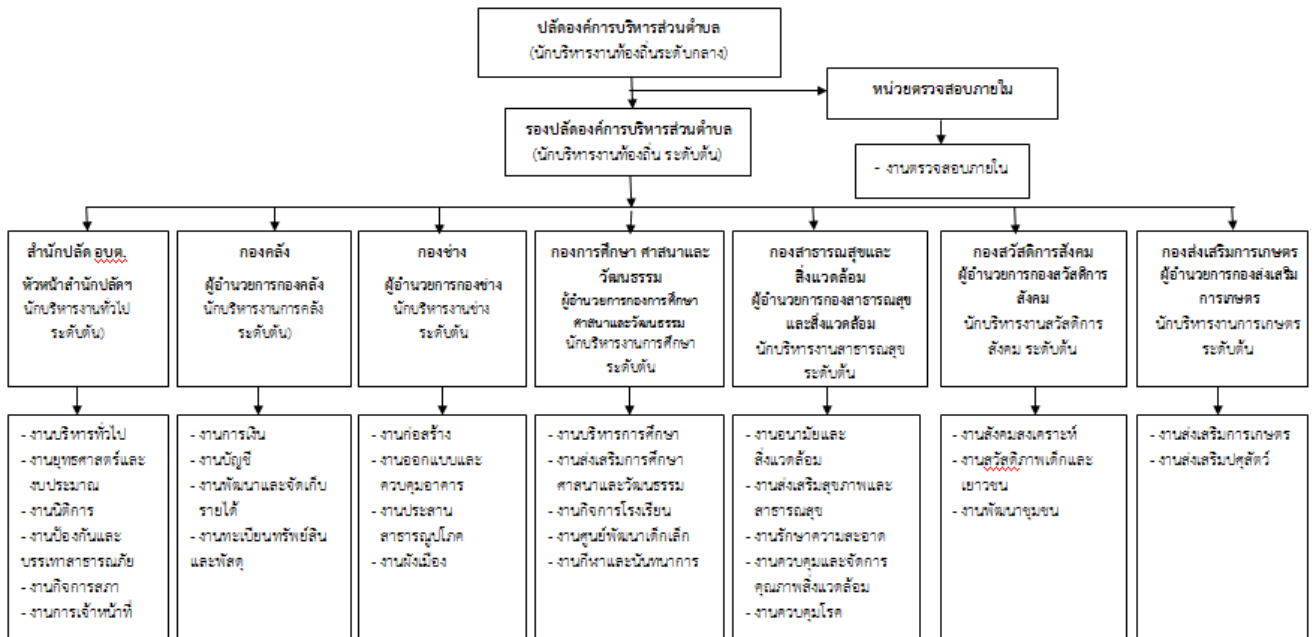 ปลัดองค์การบริหารส่วนตำบล
(นักบริหารงานท้องถิ่นระดับกลาง)
หน่วยตรวจสอบภายใน
รองปลัดองค์การบริหารส่วนตำบล
(นักบริหารงานท้องถิ่น ระดับต้น)
- งานตรวจสอบภายใน
สำนักปลัด อบต.
หัวหน้าสำนักปลัดฯ
นักบริหารงานทั่วไป
ระดับต้น)
กองคลัง
ผู้อำนวยการกองคลัง
นักบริหารงานการคลัง
ระดับต้น)
กองช่าง
ผู้อำนวยการกองช่าง
นักบริหารงานช่าง
ระดับต้น
กองการศึกษา ศาสนาและ
วัฒนธรรม
ผู้อำนวยการกองการศึกษา
ศาสนาและวัฒนธรรม
นักบริหารงานการศึกษา
ระดับต้น
กองสาธารณสุขและ
สิ่งแวดล้อม
ผู้อำนวยการกองสาธารณสุข
และสิ่งแวดล้อม
นักบริหารงานสาธารณสุข
ระดับต้น
กองสวัสดิการสังคม
ผู้อำนวยการกองสวัสดิการ
สังคม
นักบริหารงานสวัสดิการ
สังคม ระดับต้น
กองส่งเสริมการเกษตร
ผู้อำนวยการกองส่งเสริม
การเกษตร
นักบริหารงานการเกษตร
ระดับต้น
- งานบริหารทั่วไป
- งานยุทธศาสตร์และ
งบประมาณ
- งานนิติการ
- งานป้องกันและ
บรรเทาสาธารณภัย
- งานกิจการสภา
- งานการเจ้าหน้าที่
- งานการเงิน
- งานบัญชี
- งานพัฒนาและจัดเก็บ
รายได้
- งานทะเบียนทรัพย์สิน
และพัสดุ
- งานก่อสร้าง
- งานออกแบบและ
ควบคุมอาคาร
- งานประสาน
สาธารณูปโภค
- งานผังเมือง
- งานบริหารการศึกษา
- งานส่งเสริมการศึกษา
ศาสนาและวัฒนธรรม
- งานกิจการโรงเรียน
- งานศูนย์พัฒนาเด็กเล็ก
- งานกีฬาและนันทนาการ
- งานอนามัยและ
สิ่งแวดล้อม
- งานส่งเสริมสุขภาพและ
สาธารณสุข
- งานรักษาความสะอาด
- งานควบคุมและจัดการ
คุณภาพสิ่งแวดล้อม
- งานควบคุมโรค
- งานสังคมสงเคราะห์
- งานสวัสดิภาพเด็กและ
เยาวชน
- งานพัฒนาชุมชน
- งานส่งเสริมการเกษตร
- งานส่งเสริมปศุสัตว์